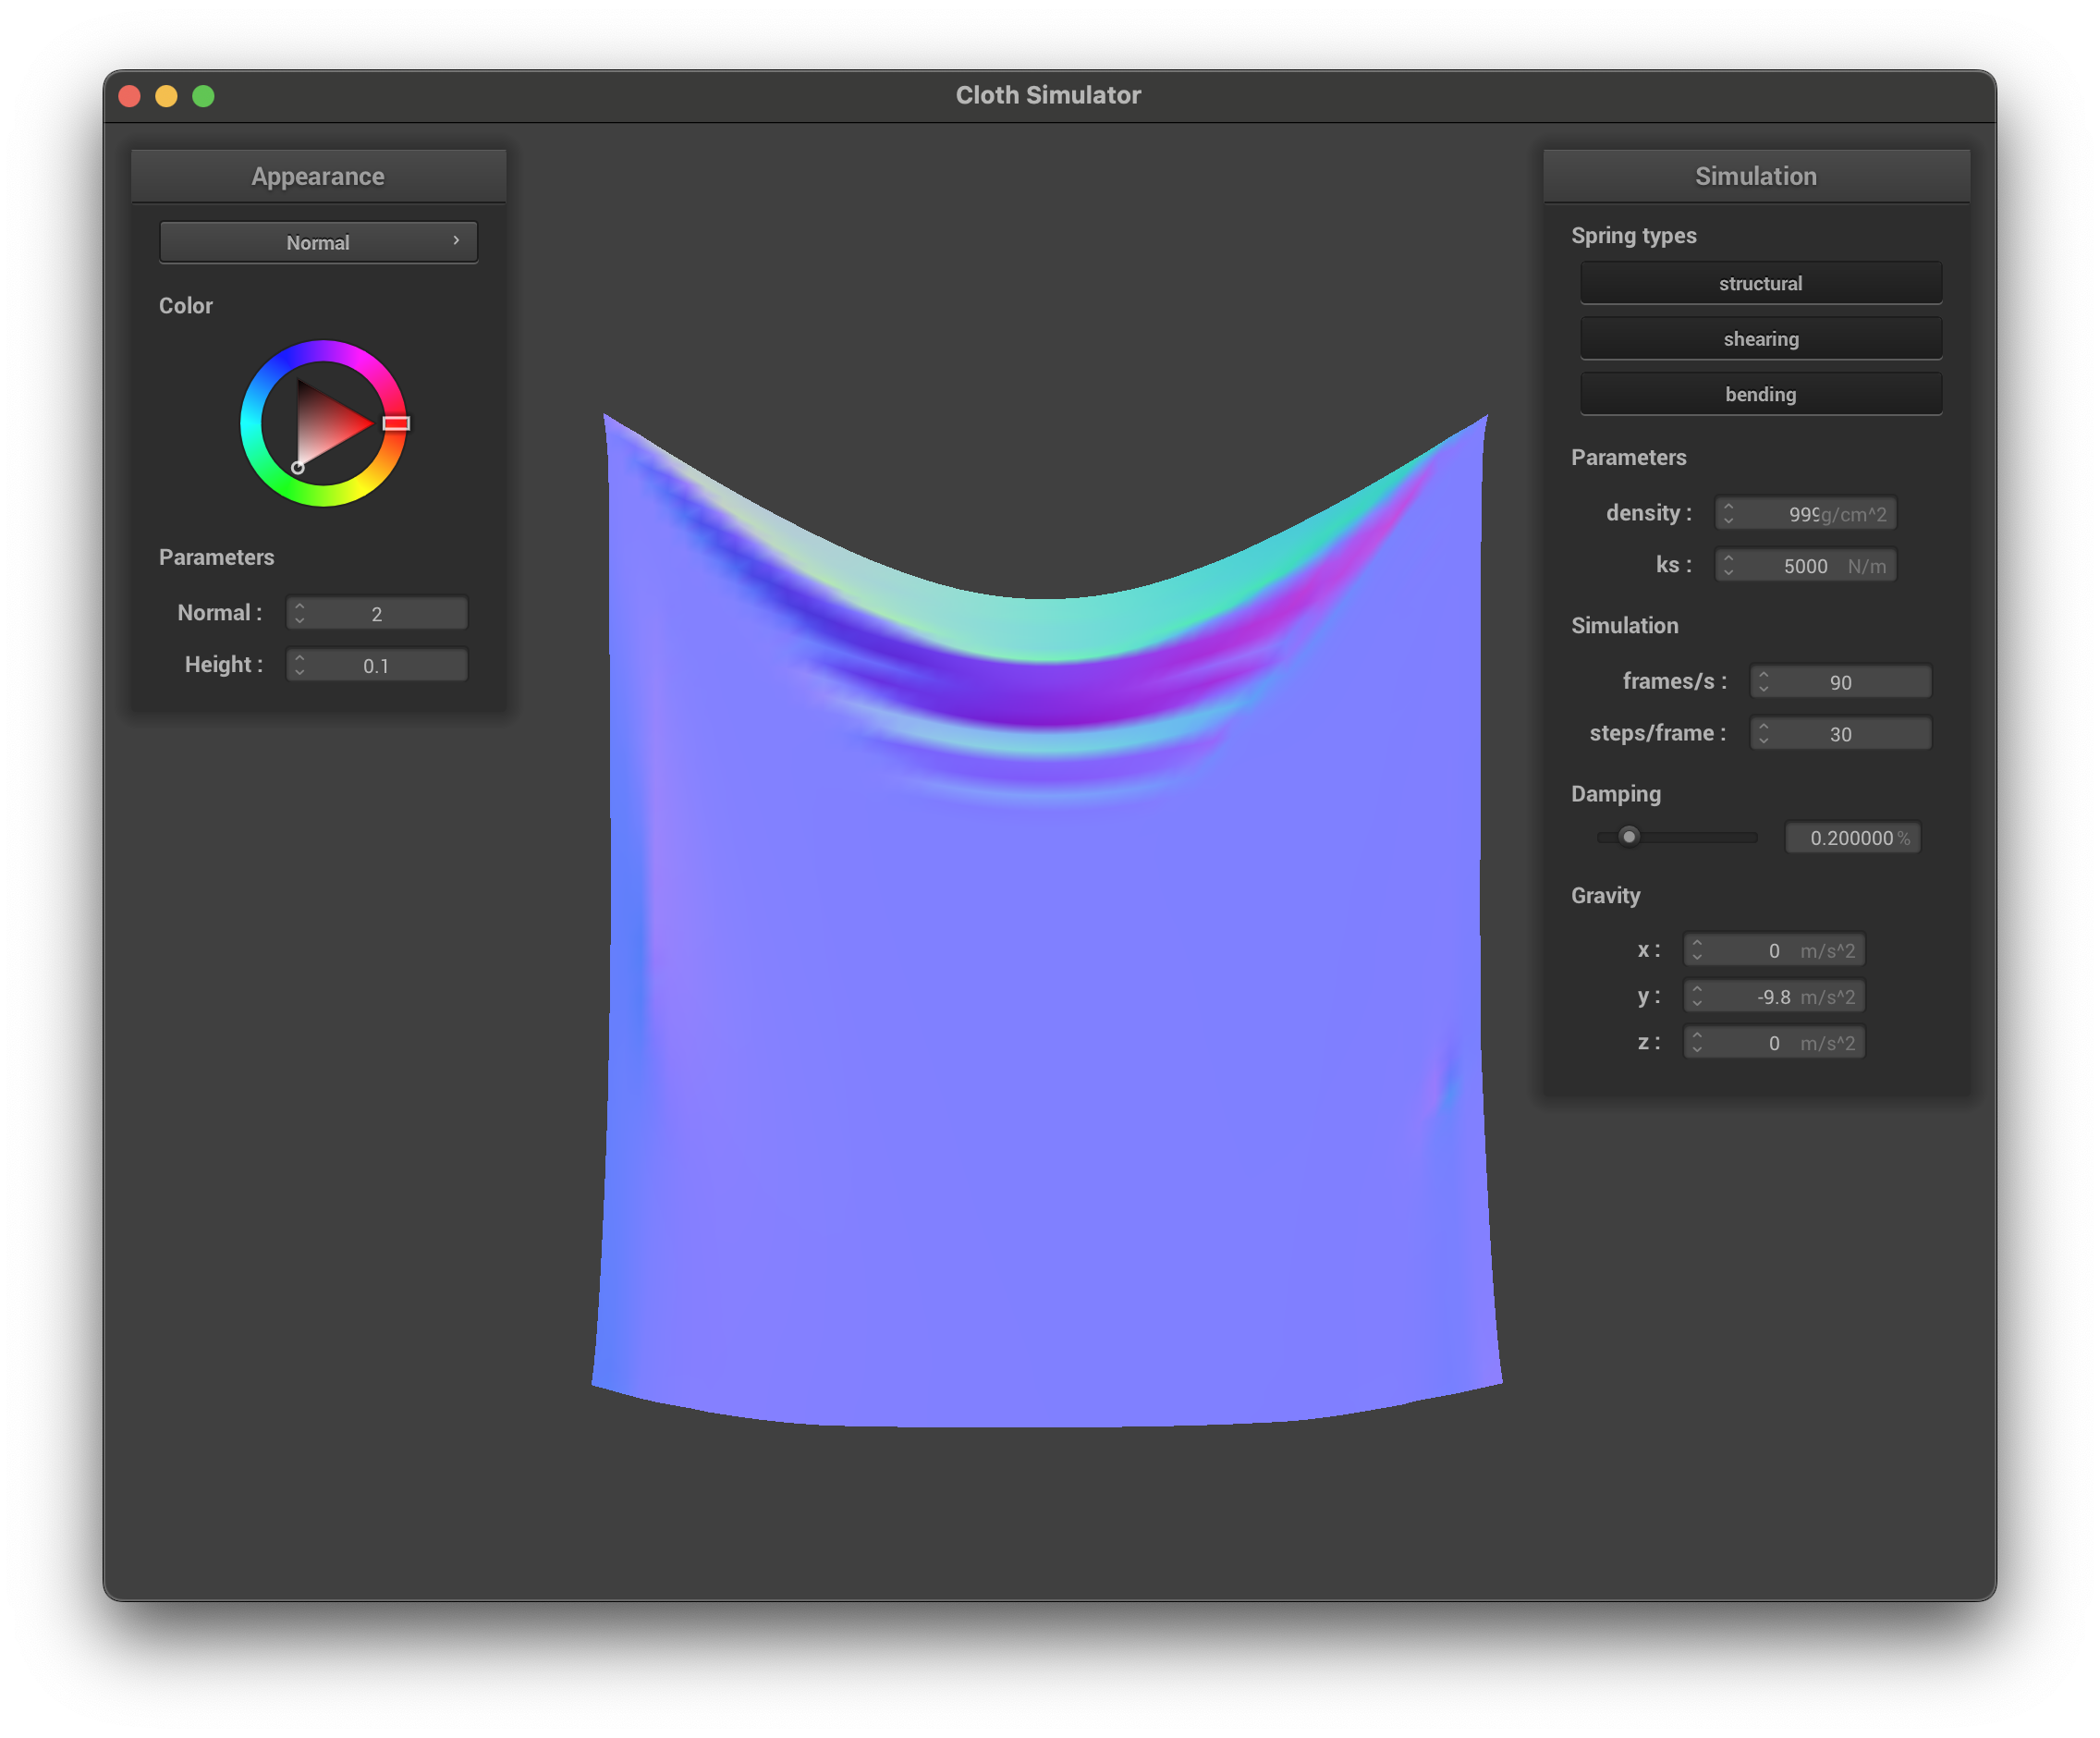 Cloth Simulator
Appearance
Normal
Color
Parameters
Normal : 2
Height : 0.1
Simulation
Spring types
structural
shearing
bending
Parameters
density : 999g/cm^2
ks : 5000 N/m
Simulation
frames/s : 90
steps/frame : 30
Damping
0.200000 %
Gravity
x : 0 m/s^2
y : -9.8 m/s^2
z : 0 m/s^2